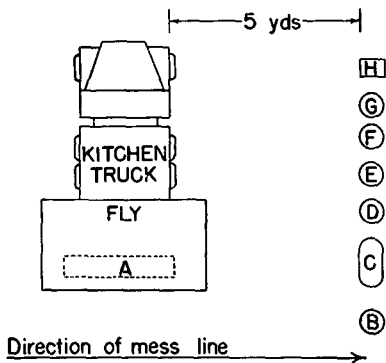 5 yds
H
G
F
KITCHEN
TRUCK
E
FLY
D
A
C
B
Direction of mess line